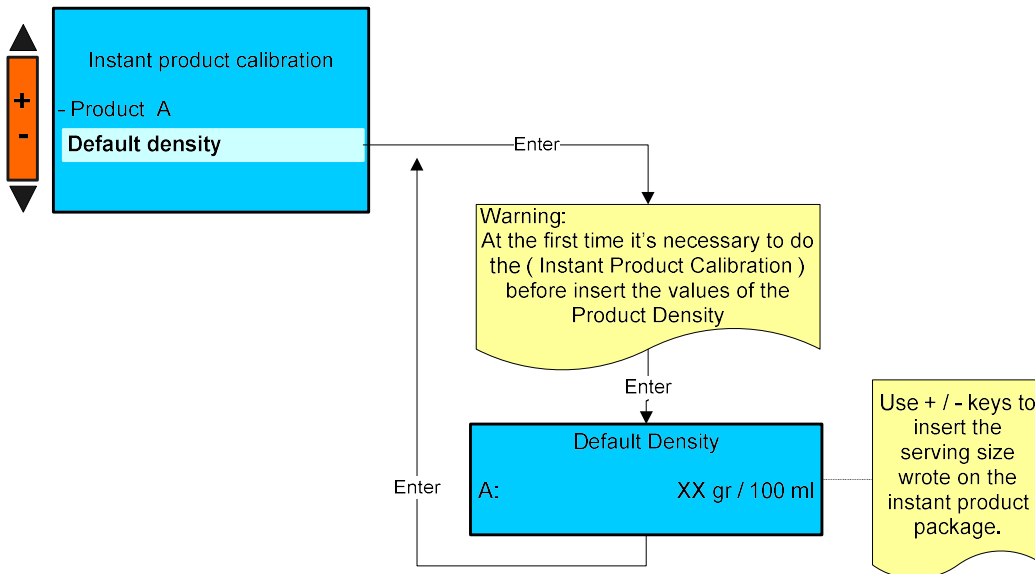 Instant product calibration
+
-
- Product A
Default density
Enter
Warning:
At the first time it's necessary to do
the ( Instant Product Calibration )
before insert the values of the
Product Density
Enter
Default Density
A: XX gr / 100 ml
Enter
Use + / - keys to
insert the
serving size
wrote on the
instant product
package.